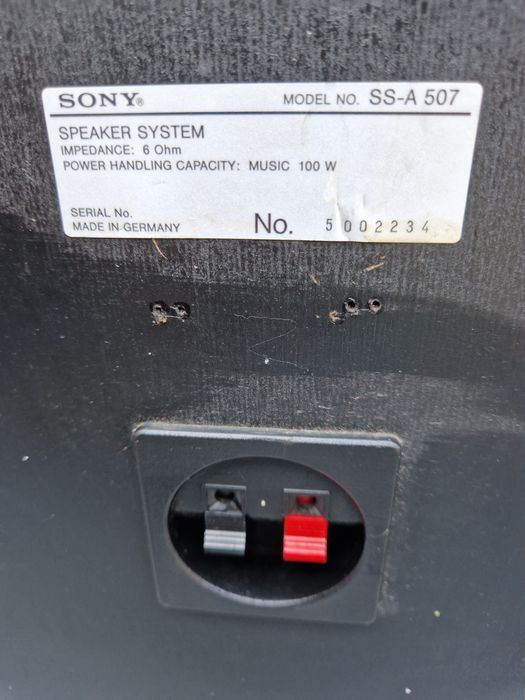 SONY® MODEL NO. SS-A 507
SPEAKER SYSTEM
IMPEDANCE: 6 Ohm
POWER HANDLING CAPACITY: MUSIC 100 W
SERIAL No.
MADE IN GERMANY No. 5002234